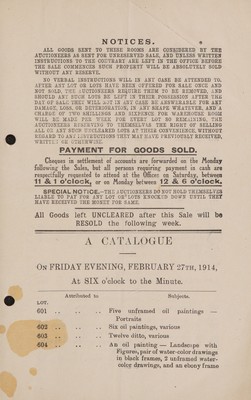 NOTICES.
ALL GOODS SENT TO THESE ROOMS ARE CONSIDERED BY THE
AUCTIONEERS AS SENT FOR UNRESERVED SALE, AND UNLESS WRITTEN
INSTRUCTIONS TO THE CONTRARY ARE LEFT IN THE OFFICE BEFORE
THE SALE COMMENCES SUCH PROPERTY WILL BE ABSOLUTELY SOLD
WITHOUT ANY RESERVE.
NO VERBAL INSTRUCTIONS WILL IN ANY CASE BE ATTENDED TO.
AFTER ANY LOT OR LOTS HAVE BEEN OFFERED FOR SALE ONCE AND
NOT SOLD, THE AUCTIONEERS REQUIRE THEM TO BE REMOVED, AND
SHOULD ANY SUCH LOTS BE LEFT IN THEIR POSSESSION AFTER THE
DAY OF SALE THEY WILL NOT IN ANY CASE BE ANSWERABLE FOR ANY
DAMAGE, LOSS, OR DETERIORATION, IN ANY SHAPE WHATEVER, AND A
CHARGE OF TWO SHILLINGS AND SIXPENCE FOR WAREHOUSE ROOM
WILL BE MADE PER WEEK FOR EVERY LOT SO REMAINING, THE
AUCTIONEERS RESERVING TO THEMSELVES THE RIGHT OF SELLING
ALL OR ANY SUCH UNCLEARED LOTS AT THEIR CONVENIENCE, WITHOUT
REGARD TO ANY INSTRUCTIONS THEY MAY HAVE PREVIOUSLY RECEIVED,
WRITTEN OR OTHERWISE.
PAYMENT FOR GOODS SOLD.
Cheques in settlement of accounts are forwarded on the Monday
following the Sales, but all persons requiring payment in cash are
respectfully requested to attend at the Offices on Saturday, between
11 & 1 o'clock, or on Monday between 12 & 6 o'clock.
SPECIAL NOTICE.—THE AUCTIONEERS DO NOT HOLD THEMSELVES
LIABLE TO PAY FOR ANY LOT OR LOTS KNOCKED DOWN UNTIL THEY
HAVE RECEIVED THE MONEY FOR SAME.
All Goods left UNCLEARED after this Sale will be
RESOLD the following week.
A CATALOGUE
ON FRIDAY EVENING, FEBRUARY 27TH, 1914,
At SIX o'clock to the Minute.
Attributed to Subjects.
LOT.
601 .. .. .. Five unframed oil paintings —
Portraits
602 .. .. .. Six oil paintings, various
603 .. .. .. Twelve ditto, various
604 .. .. .. An oil painting — Landscape with
Figures, pair of water-color drawings
in black frames, 2 unframed water-
color drawings, and an ebony frame